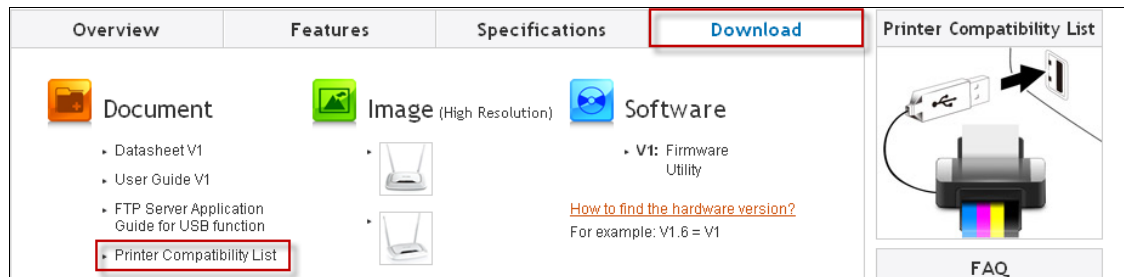 Overview
Features
Specifications
Download
Printer Compatibility List
Document
Datasheet V1
User Guide V1
FTP Server Application
Guide for USB function
Printer Compatibility List
Image (High Resolution)
Software
V1: Firmware
Utility
How to find the hardware version?
For example: V1.6 = V1
FAQ